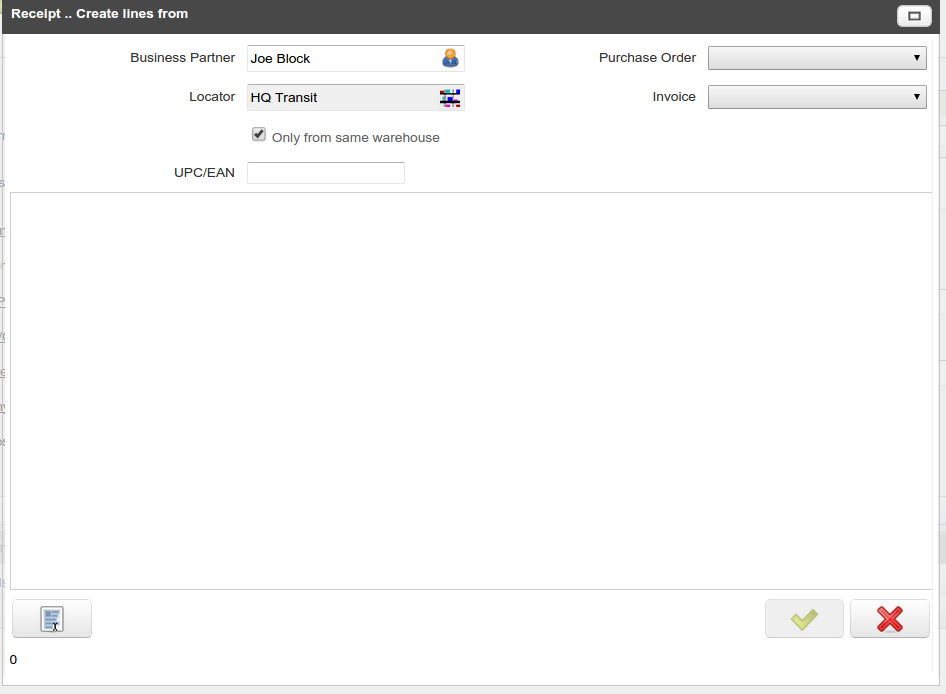 Receipt .. Create lines from
Business Partner Joe Block Purchase Order
Locator HQ Transit Invoice
Only from same warehouse
UPC/EAN
0